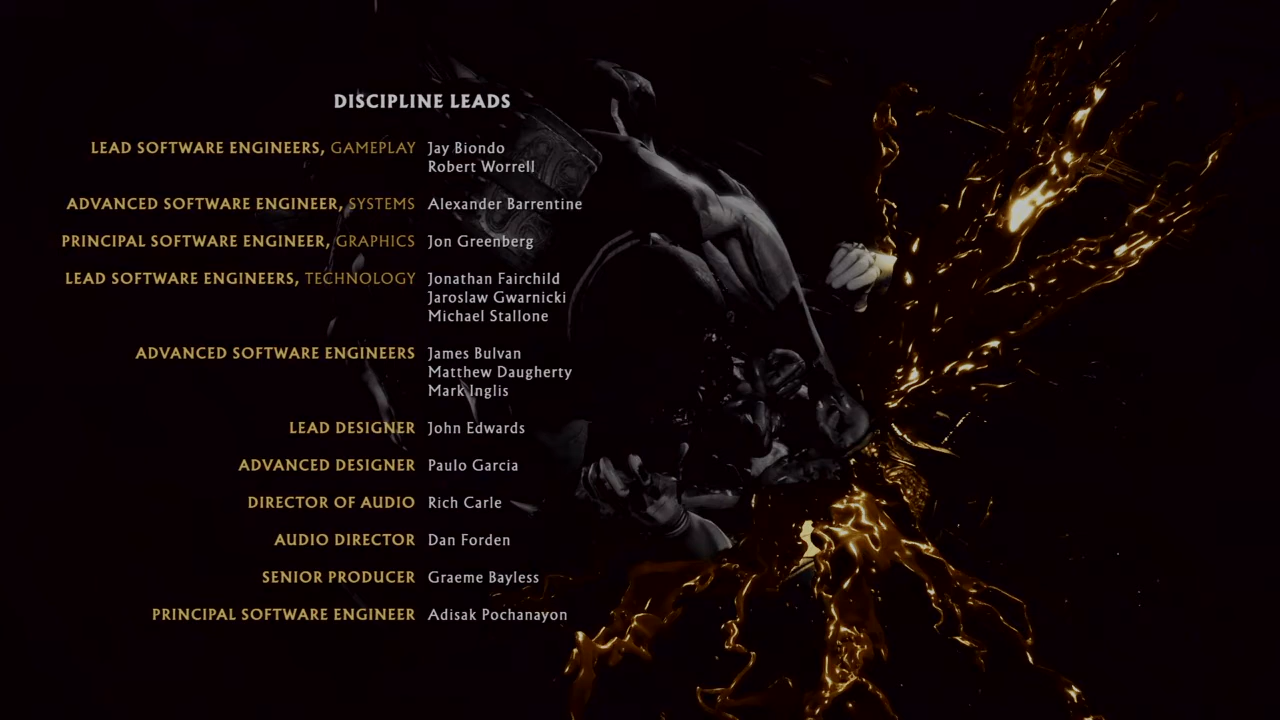 DISCIPLINE LEADS
LEAD SOFTWARE ENGINEERS, GAMEPLAY Jay Biondo
Robert Worrell
ADVANCED SOFTWARE ENGINEER, SYSTEMS Alexander Barrentine
PRINCIPAL SOFTWARE ENGINEER, GRAPHICS Jon Greenberg
LEAD SOFTWARE ENGINEERS, TECHNOLOGY Jonathan Fairchild
Jaroslaw Gwarnicki
Michael Stallone
ADVANCED SOFTWARE ENGINEERS James Bulvan
Matthew Daugherty
Mark Inglis
LEAD DESIGNER John Edwards
ADVANCED DESIGNER Paulo Garcia
DIRECTOR OF AUDIO Rich Carle
AUDIO DIRECTOR Dan Forden
SENIOR PRODUCER Graeme Bayless
PRINCIPAL SOFTWARE ENGINEER Adisak Pochanayon